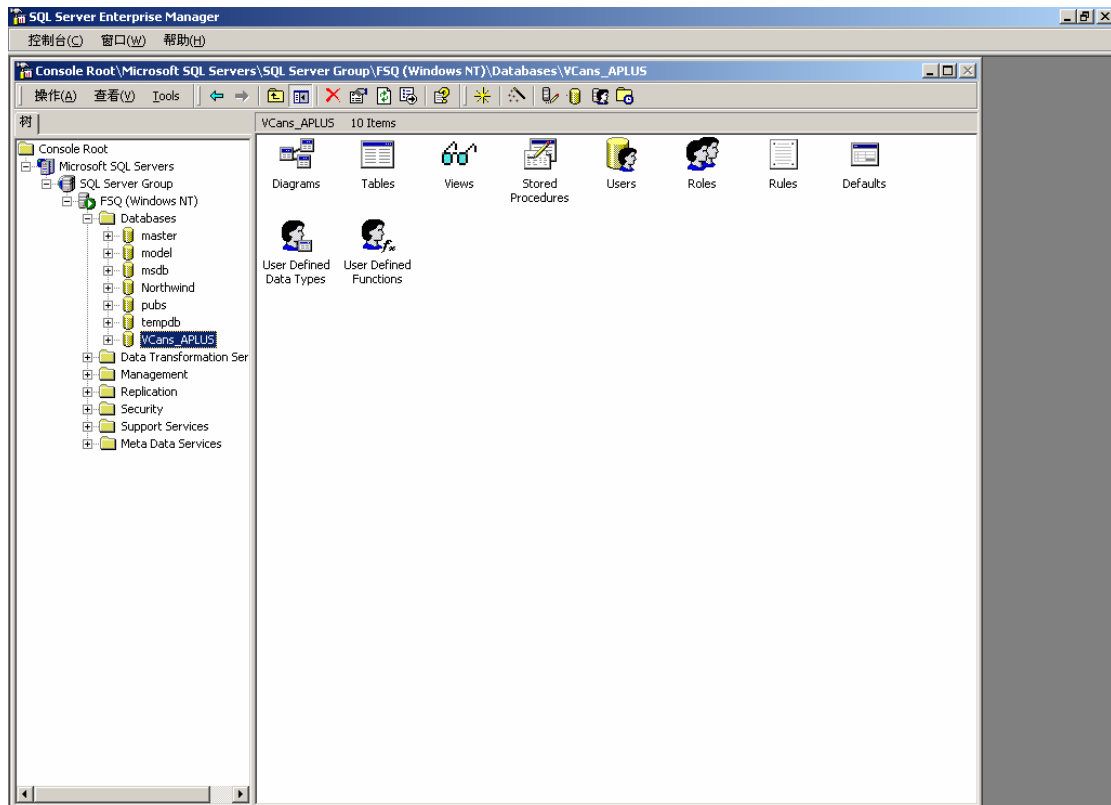 SQL Server Enterprise Manager
控制台(C) 窗口(W) 帮助(H)
Console Root\Microsoft SQL Servers\SQL Server Group\FSQ (Windows NT)\Databases\VCans_APLUS
操作(A) 查看(V) Tools
树
VCans_APLUS 10 Items
Console Root
Microsoft SQL Servers
SQL Server Group
FSQ (Windows NT)
Databases
master
model
msdb
Northwind
pubs
tempdb
VCans_APLUS
Data Transformation Ser
Management
Replication
Security
Support Services
Meta Data Services
Diagrams
Tables
Views
Stored
Procedures
Users
Roles
Rules
Defaults
User Defined
Data Types
User Defined
Functions